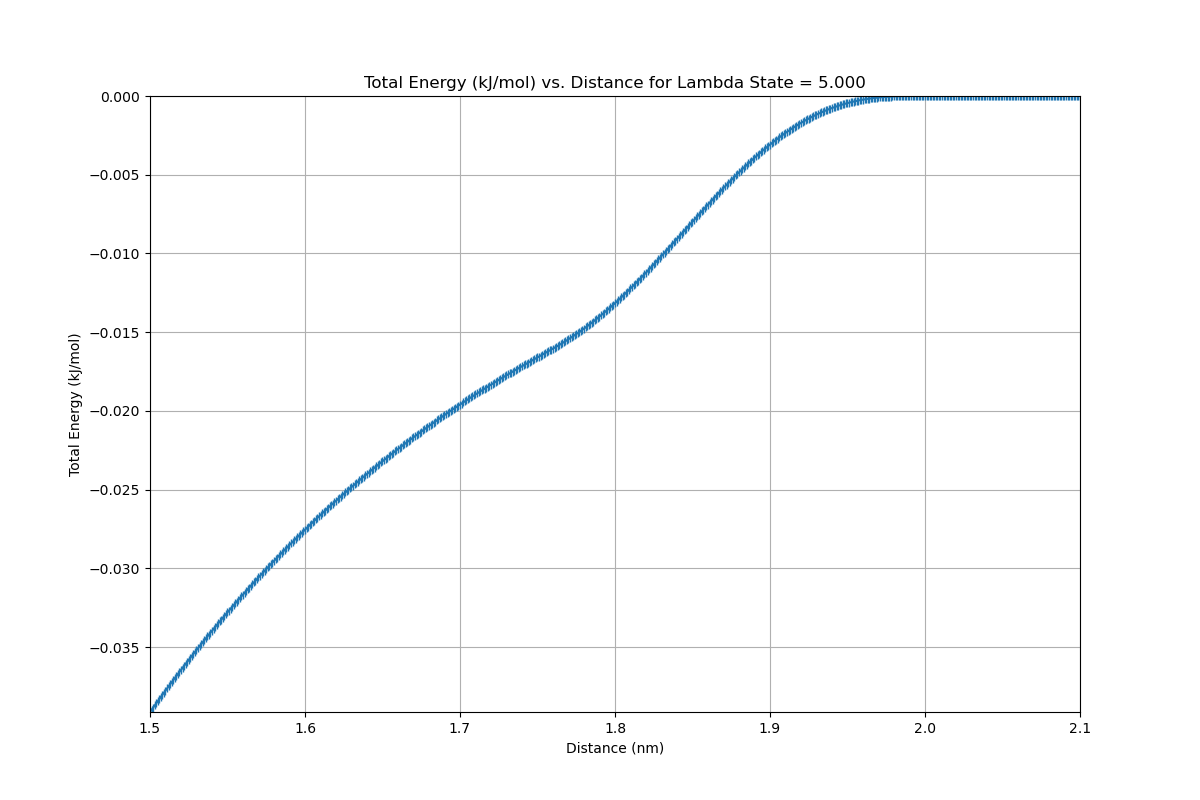 Total Energy (kJ/mol) vs. Distance for Lambda State = 5.000
0.000
−0.005
−0.010
−0.015
−0.020
−0.025
−0.030
−0.035
Total Energy (kJ/mol)
1.5 1.6 1.7 1.8 1.9 2.0 2.1
Distance (nm)